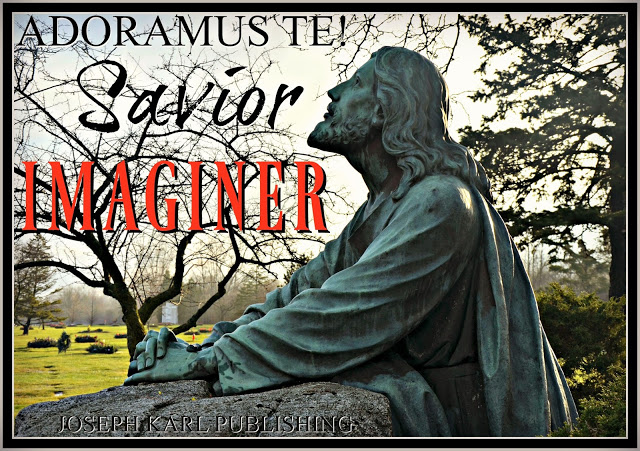 ADORAMUS TE!
Savior
IMAGINER
JOSEPH KARL PUBLISHING